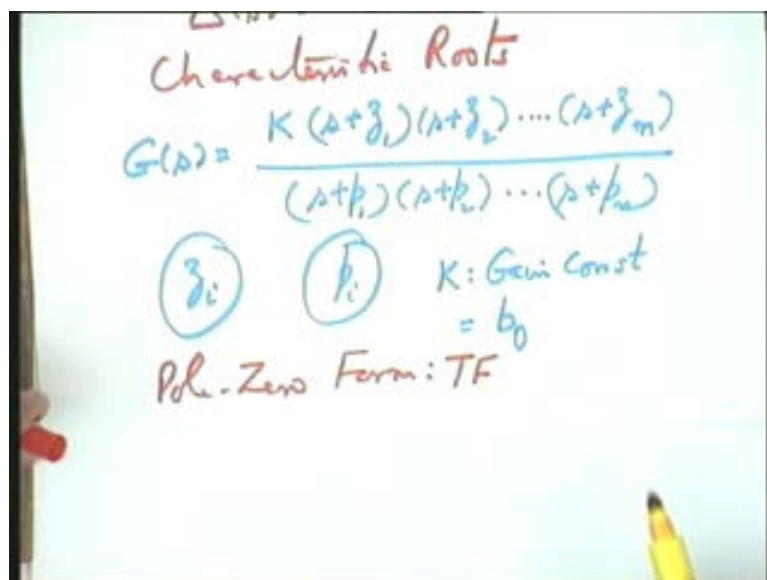 Characteristic Roots
G(s) = K (s+z₁)(s+z₂)....(s+zₘ)
(s+p₁)(s+p₂)...(s+pₙ)
zᵢ pᵢ K: Gain Const
= b₀
Pole-Zero Form: TF